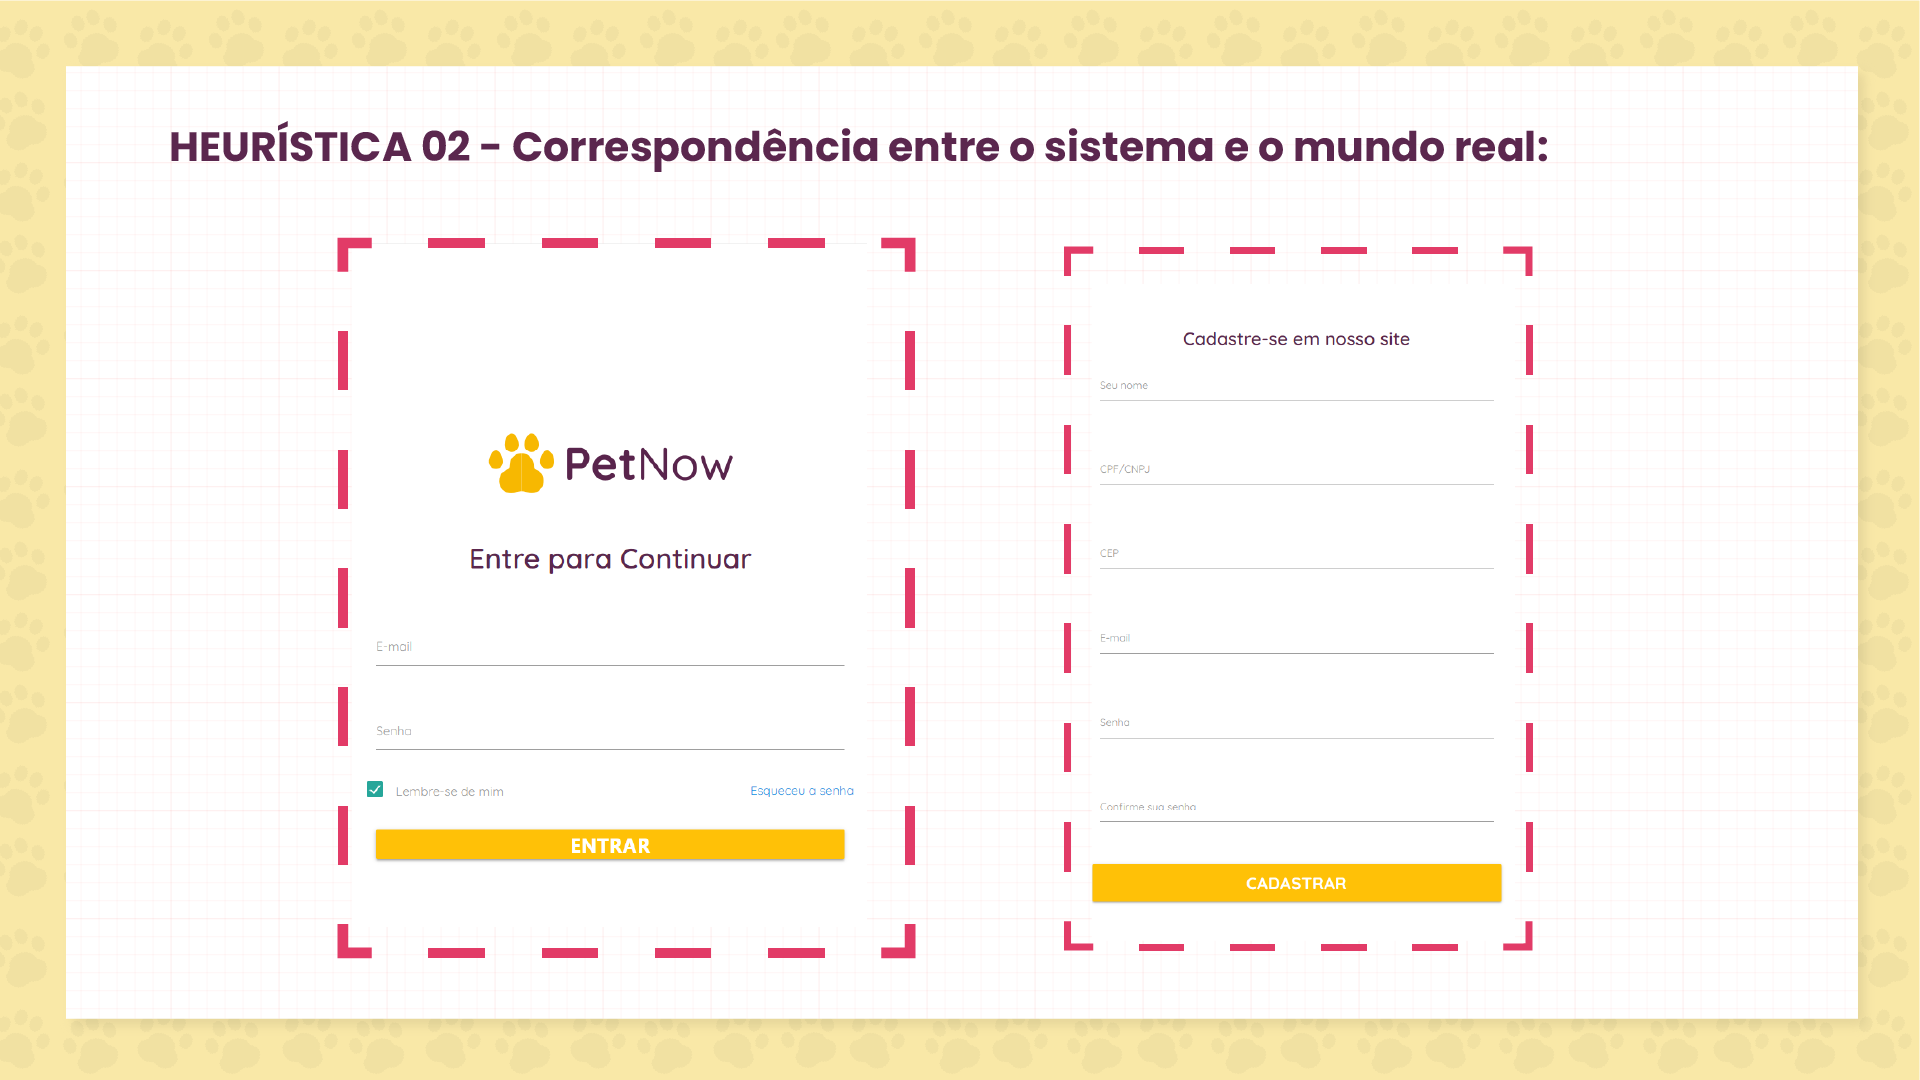 HEURÍSTICA 02 - Correspondência entre o sistema e o mundo real:
PetNow
Entre para Continuar
E-mail
Senha
Lembre-se de mim
Esqueceu a senha
ENTRAR
Cadastre-se em nosso site
Seu nome
CPF/CNPJ
CEP
E-mail
Senha
Confirme sua senha
CADASTRAR